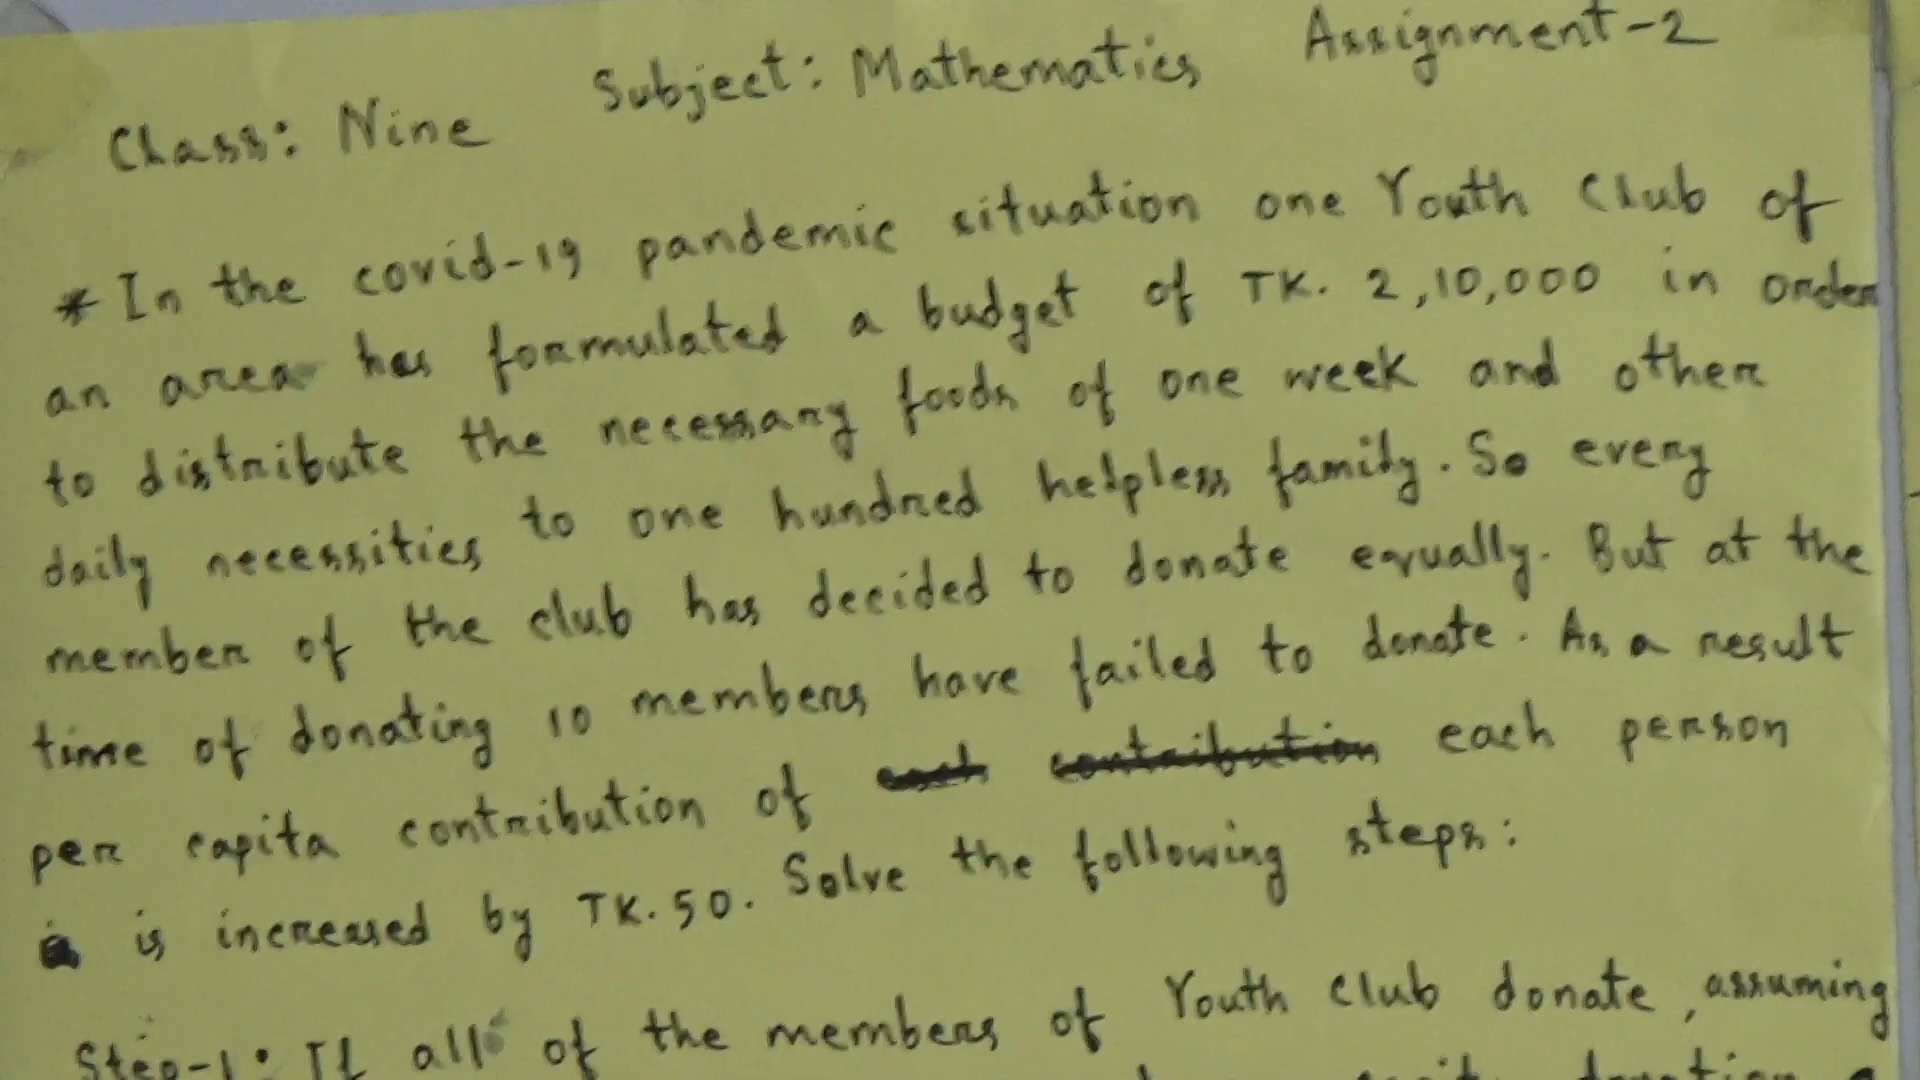 Class: Nine Subject: Mathematics Assignment-2
* In the covid-19 pandemic situation one Youth Club of
an area has formulated a budget of TK. 2,10,000 in order
to distribute the necessary foods of one week and other
daily necessities to one hundred helpless family. So every
member of the club has decided to donate equally. But at the
time of donating 10 members have failed to donate. As a result
per capita contribution of each contribution each person
is increased by TK. 50. Solve the following steps:
Step-1: If all of the members of Youth Club donate, assuming
donation